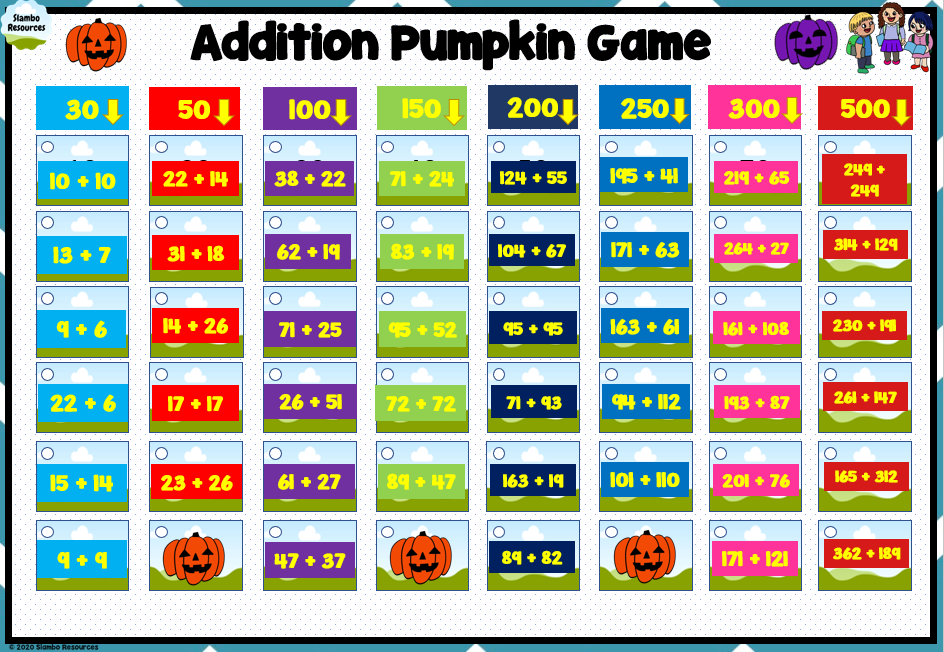 Slambo
Resources
Addition Pumpkin Game
30 50 100 150 200 250 300 500
10 + 10 22 + 14 38 + 22 71 + 24 124 + 55 195 + 41 219 + 65 249 +
249
13 + 7 31 + 18 62 + 19 83 + 19 104 + 67 171 + 63 264 + 27 314 + 129
9 + 6 14 + 26 71 + 25 95 + 52 95 + 95 163 + 61 161 + 108 230 + 191
22 + 6 17 + 17 26 + 51 72 + 72 71 + 93 94 + 112 193 + 87 261 + 147
15 + 14 23 + 26 61 + 27 89 + 47 163 + 19 101 + 110 201 + 76 165 + 312
9 + 9 47 + 37 89 + 82 171 + 121 362 + 189
© 2020 Slambo Resources